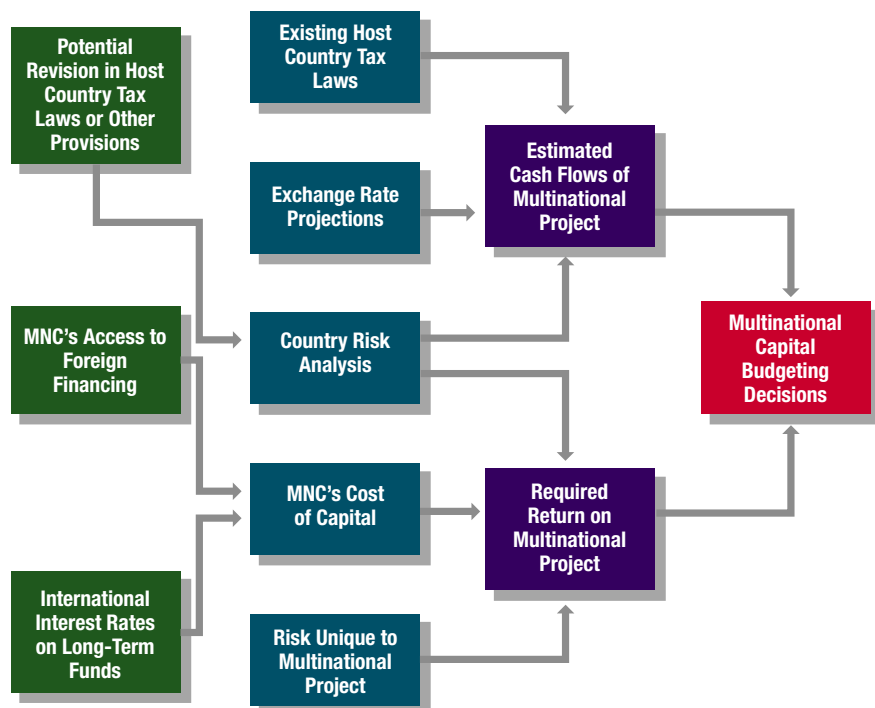 Potential
Revision in Host
Country Tax
Laws or Other
Provisions
MNC's Access to
Foreign
Financing
International
Interest Rates
on Long-Term
Funds
Existing Host
Country Tax
Laws
Exchange Rate
Projections
Country Risk
Analysis
MNC's Cost
of Capital
Risk Unique to
Multinational
Project
Estimated
Cash Flows of
Multinational
Project
Required
Return on
Multinational
Project
Multinational
Capital
Budgeting
Decisions